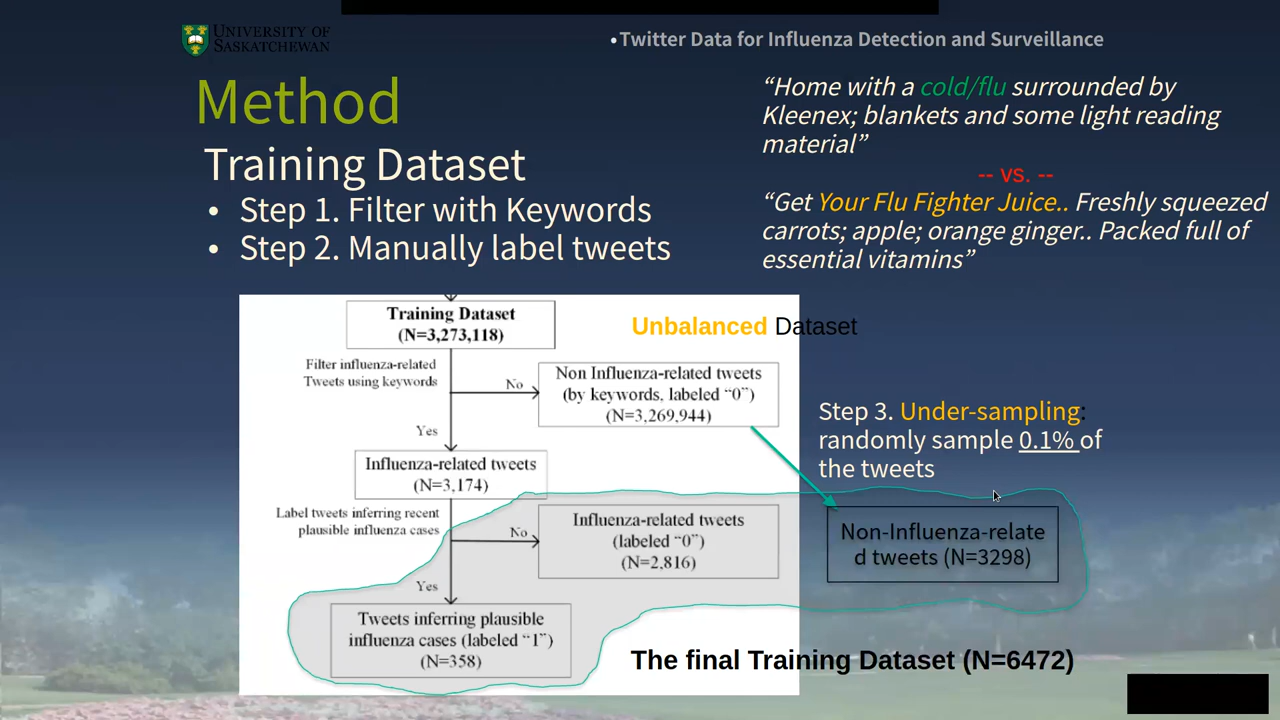 UNIVERSITY OF
SASKATCHEWAN
•Twitter Data for Influenza Detection and Surveillance
Method
Training Dataset
• Step 1. Filter with Keywords
• Step 2. Manually label tweets
“Home with a cold/flu surrounded by
Kleenex; blankets and some light reading
material”
-- vs. --
“Get Your Flu Fighter Juice.. Freshly squeezed
carrots; apple; orange ginger.. Packed full of
essential vitamins”
Training Dataset
(N=3,273,118)
Unbalanced Dataset
Filter influenza-related
Tweets using keywords
No
Non Influenza-related tweets
(by keywords, labeled “0”)
(N=3,269,944)
Yes
Step 3. Under-sampling:
randomly sample 0.1% of
the tweets
Influenza-related tweets
(N=3,174)
Label tweets inferring recent
plausible influenza cases
No
Influenza-related tweets
(labeled “0”)
(N=2,816)
Non-Influenza-relate
d tweets (N=3298)
Yes
Tweets inferring plausible
influenza cases (labeled “1”)
(N=358)
The final Training Dataset (N=6472)